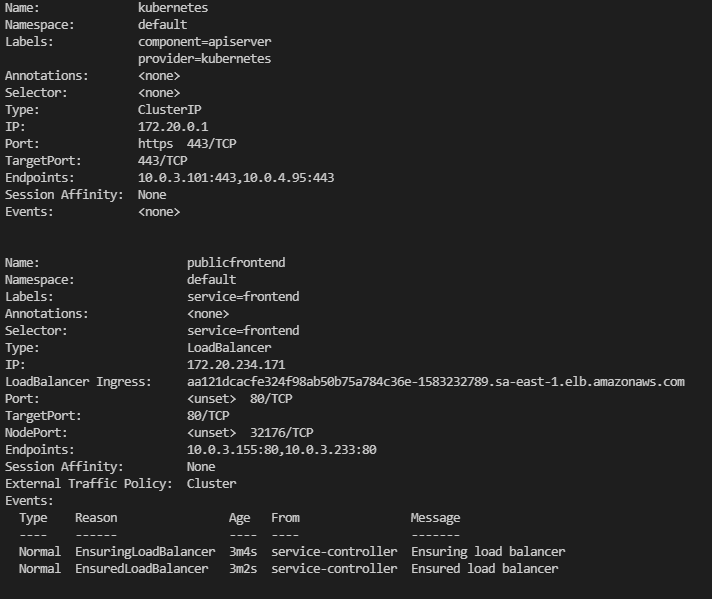 Name:              kubernetes
Namespace:         default
Labels:            component=apiserver
                   provider=kubernetes
Annotations:       <none>
Selector:          <none>
Type:              ClusterIP
IP:                172.20.0.1
Port:              https  443/TCP
TargetPort:        443/TCP
Endpoints:         10.0.3.101:443,10.0.4.95:443
Session Affinity:  None
Events:            <none>


Name:                     publicfrontend
Namespace:                default
Labels:                   service=frontend
Annotations:              <none>
Selector:                 service=frontend
Type:                     LoadBalancer
IP:                       172.20.234.171
LoadBalancer Ingress:     aa121dcacfe324f98ab50b75a784c36e-1583232789.sa-east-1.elb.amazonaws.com
Port:                     <unset>  80/TCP
TargetPort:               80/TCP
NodePort:                 <unset>  32176/TCP
Endpoints:                10.0.3.155:80,10.0.3.233:80
Session Affinity:         None
External Traffic Policy:  Cluster
Events:
  Type    Reason                Age   From                Message
  ----    ------                ----  ----                -------
  Normal  EnsuringLoadBalancer  3m4s  service-controller  Ensuring load balancer
  Normal  EnsuredLoadBalancer   3m2s  service-controller  Ensured load balancer